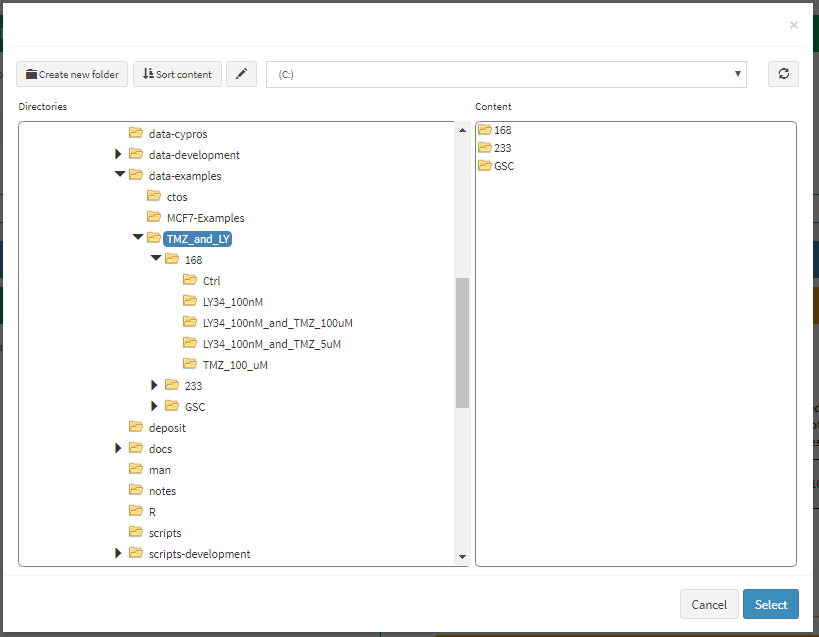 ×
Create new folder Sort content (C:)
Directories Content
data-cypros
data-development
data-examples
ctos
MCF7-Examples
TMZ_and_LY
168
Ctrl
LY34_100nM
LY34_100nM_and_TMZ_100uM
LY34_100nM_and_TMZ_5uM
TMZ_100_uM
233
GSC
deposit
docs
man
notes
R
scripts
scripts-development
168
233
GSC
Cancel Select